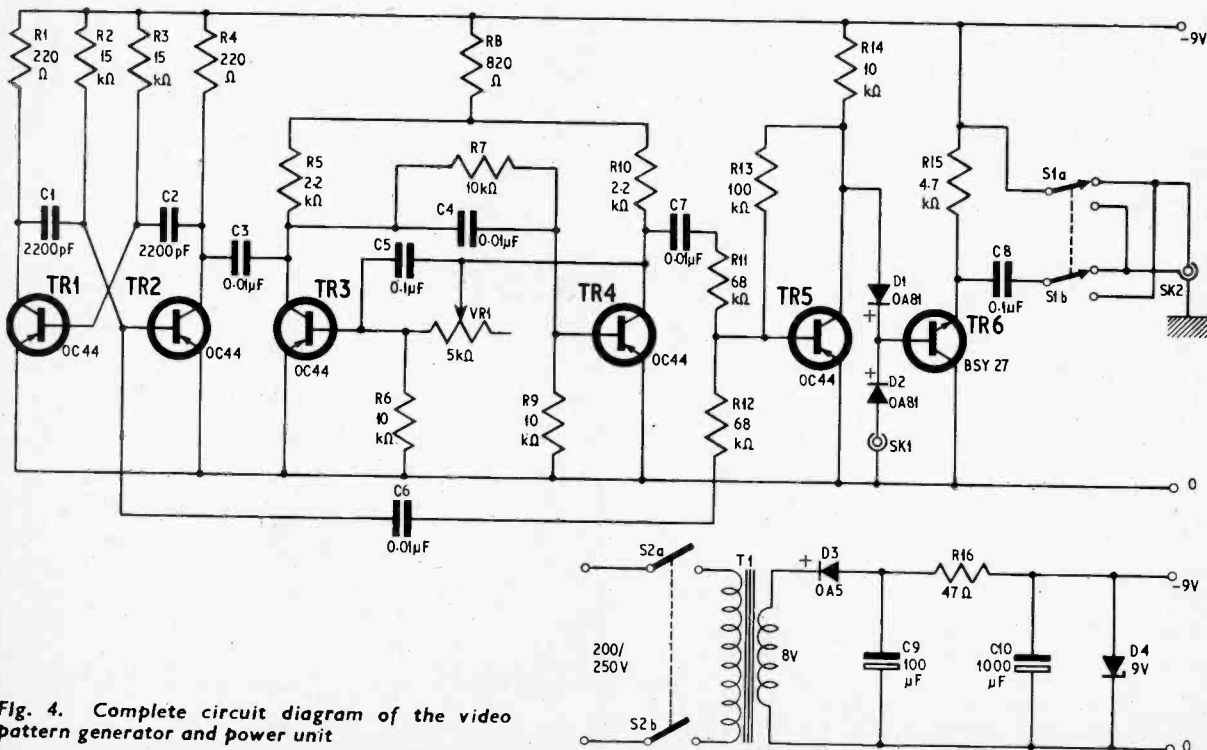 R1
220
Ω
R2
15
kΩ
R3
15
kΩ
R4
220
Ω
R8
820
Ω
R14
10
kΩ
-9V
R5
2·2
kΩ
R7
10kΩ
R10
2·2
kΩ
R13
100
kΩ
R15
4·7
kΩ
S1a
C1
2200pF
C2
2200pF
C3
0·01μF
C4
0·01μF
C5
0·1μF
C7
0·01μF
R11
68
kΩ
D1
0A81
+
C8
0·1μF
S1b
SK2
TR1
OC44
TR2
OC44
TR3
OC44
VR1
5kΩ
TR4
OC44
TR5
OC44
TR6
BSY 27
+
D2
0A81
SK1
R6
10
kΩ
R9
10
kΩ
R12
68
kΩ
0
C6
0·01μF
S2a
T1
+
D3
0A5
R16
47Ω
-9V
200/
250V
8V
C9
100
μF
C10
1000
μF
D4
9V
S2b
0
Fig. 4. Complete circuit diagram of the video
pattern generator and power unit